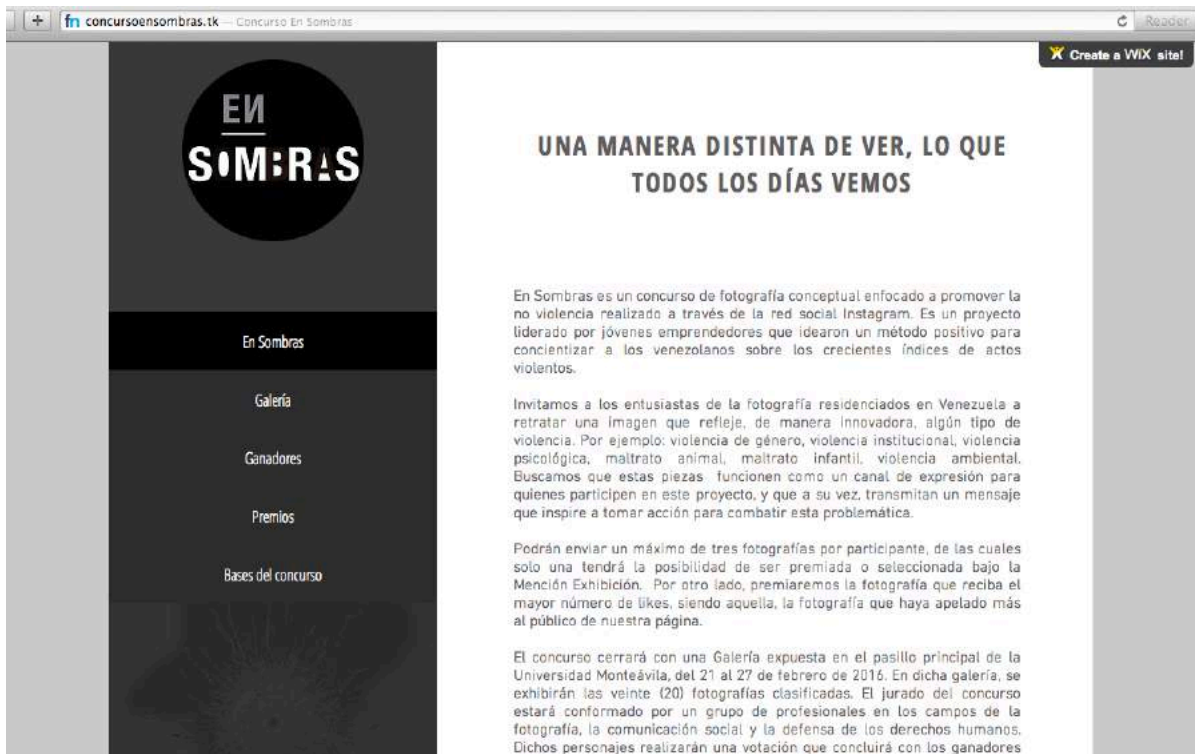 concursoensombras.tk — Concurso En Sombras
Reader
Create a WiX site!
EN
SOMBRAS
En Sombras
Galería
Ganadores
Premios
Bases del concurso
UNA MANERA DISTINTA DE VER, LO QUE
TODOS LOS DÍAS VEMOS
En Sombras es un concurso de fotografía conceptual enfocado a promover la
no violencia realizado a través de la red social Instagram. Es un proyecto
liderado por jóvenes emprendedores que idearon un método positivo para
concientizar a los venezolanos sobre los crecientes índices de actos
violentos.
Invitamos a los entusiastas de la fotografía residenciados en Venezuela a
retratar una imagen que refleje, de manera innovadora, algún tipo de
violencia. Por ejemplo: violencia de género, violencia institucional, violencia
psicológica, maltrato animal, maltrato infantil, violencia ambiental.
Buscamos que estas piezas funcionen como un canal de expresión para
quienes participen en este proyecto, y que a su vez, transmitan un mensaje
que inspire a tomar acción para combatir esta problemática.
Podrán enviar un máximo de tres fotografías por participante, de las cuales
solo una tendrá la posibilidad de ser premiada o seleccionada bajo la
Mención Exhibición. Por otro lado, premiaremos la fotografía que reciba el
mayor número de likes, siendo aquella, la fotografía que haya apelado más
al público de nuestra página.
El concurso cerrará con una Galería expuesta en el pasillo principal de la
Universidad Monteávila, del 21 al 27 de febrero de 2016. En dicha galería, se
exhibirán las veinte (20) fotografías clasificadas. El jurado del concurso
estará conformado por un grupo de profesionales en los campos de la
fotografía, la comunicación social y la defensa de los derechos humanos.
Dichos personajes realizarán una votación que concluirá con los ganadores